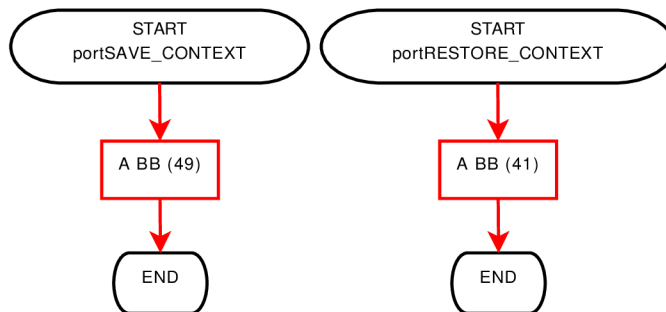 START
portSAVE_CONTEXT
A BB (49)
END
START
portRESTORE_CONTEXT
A BB (41)
END